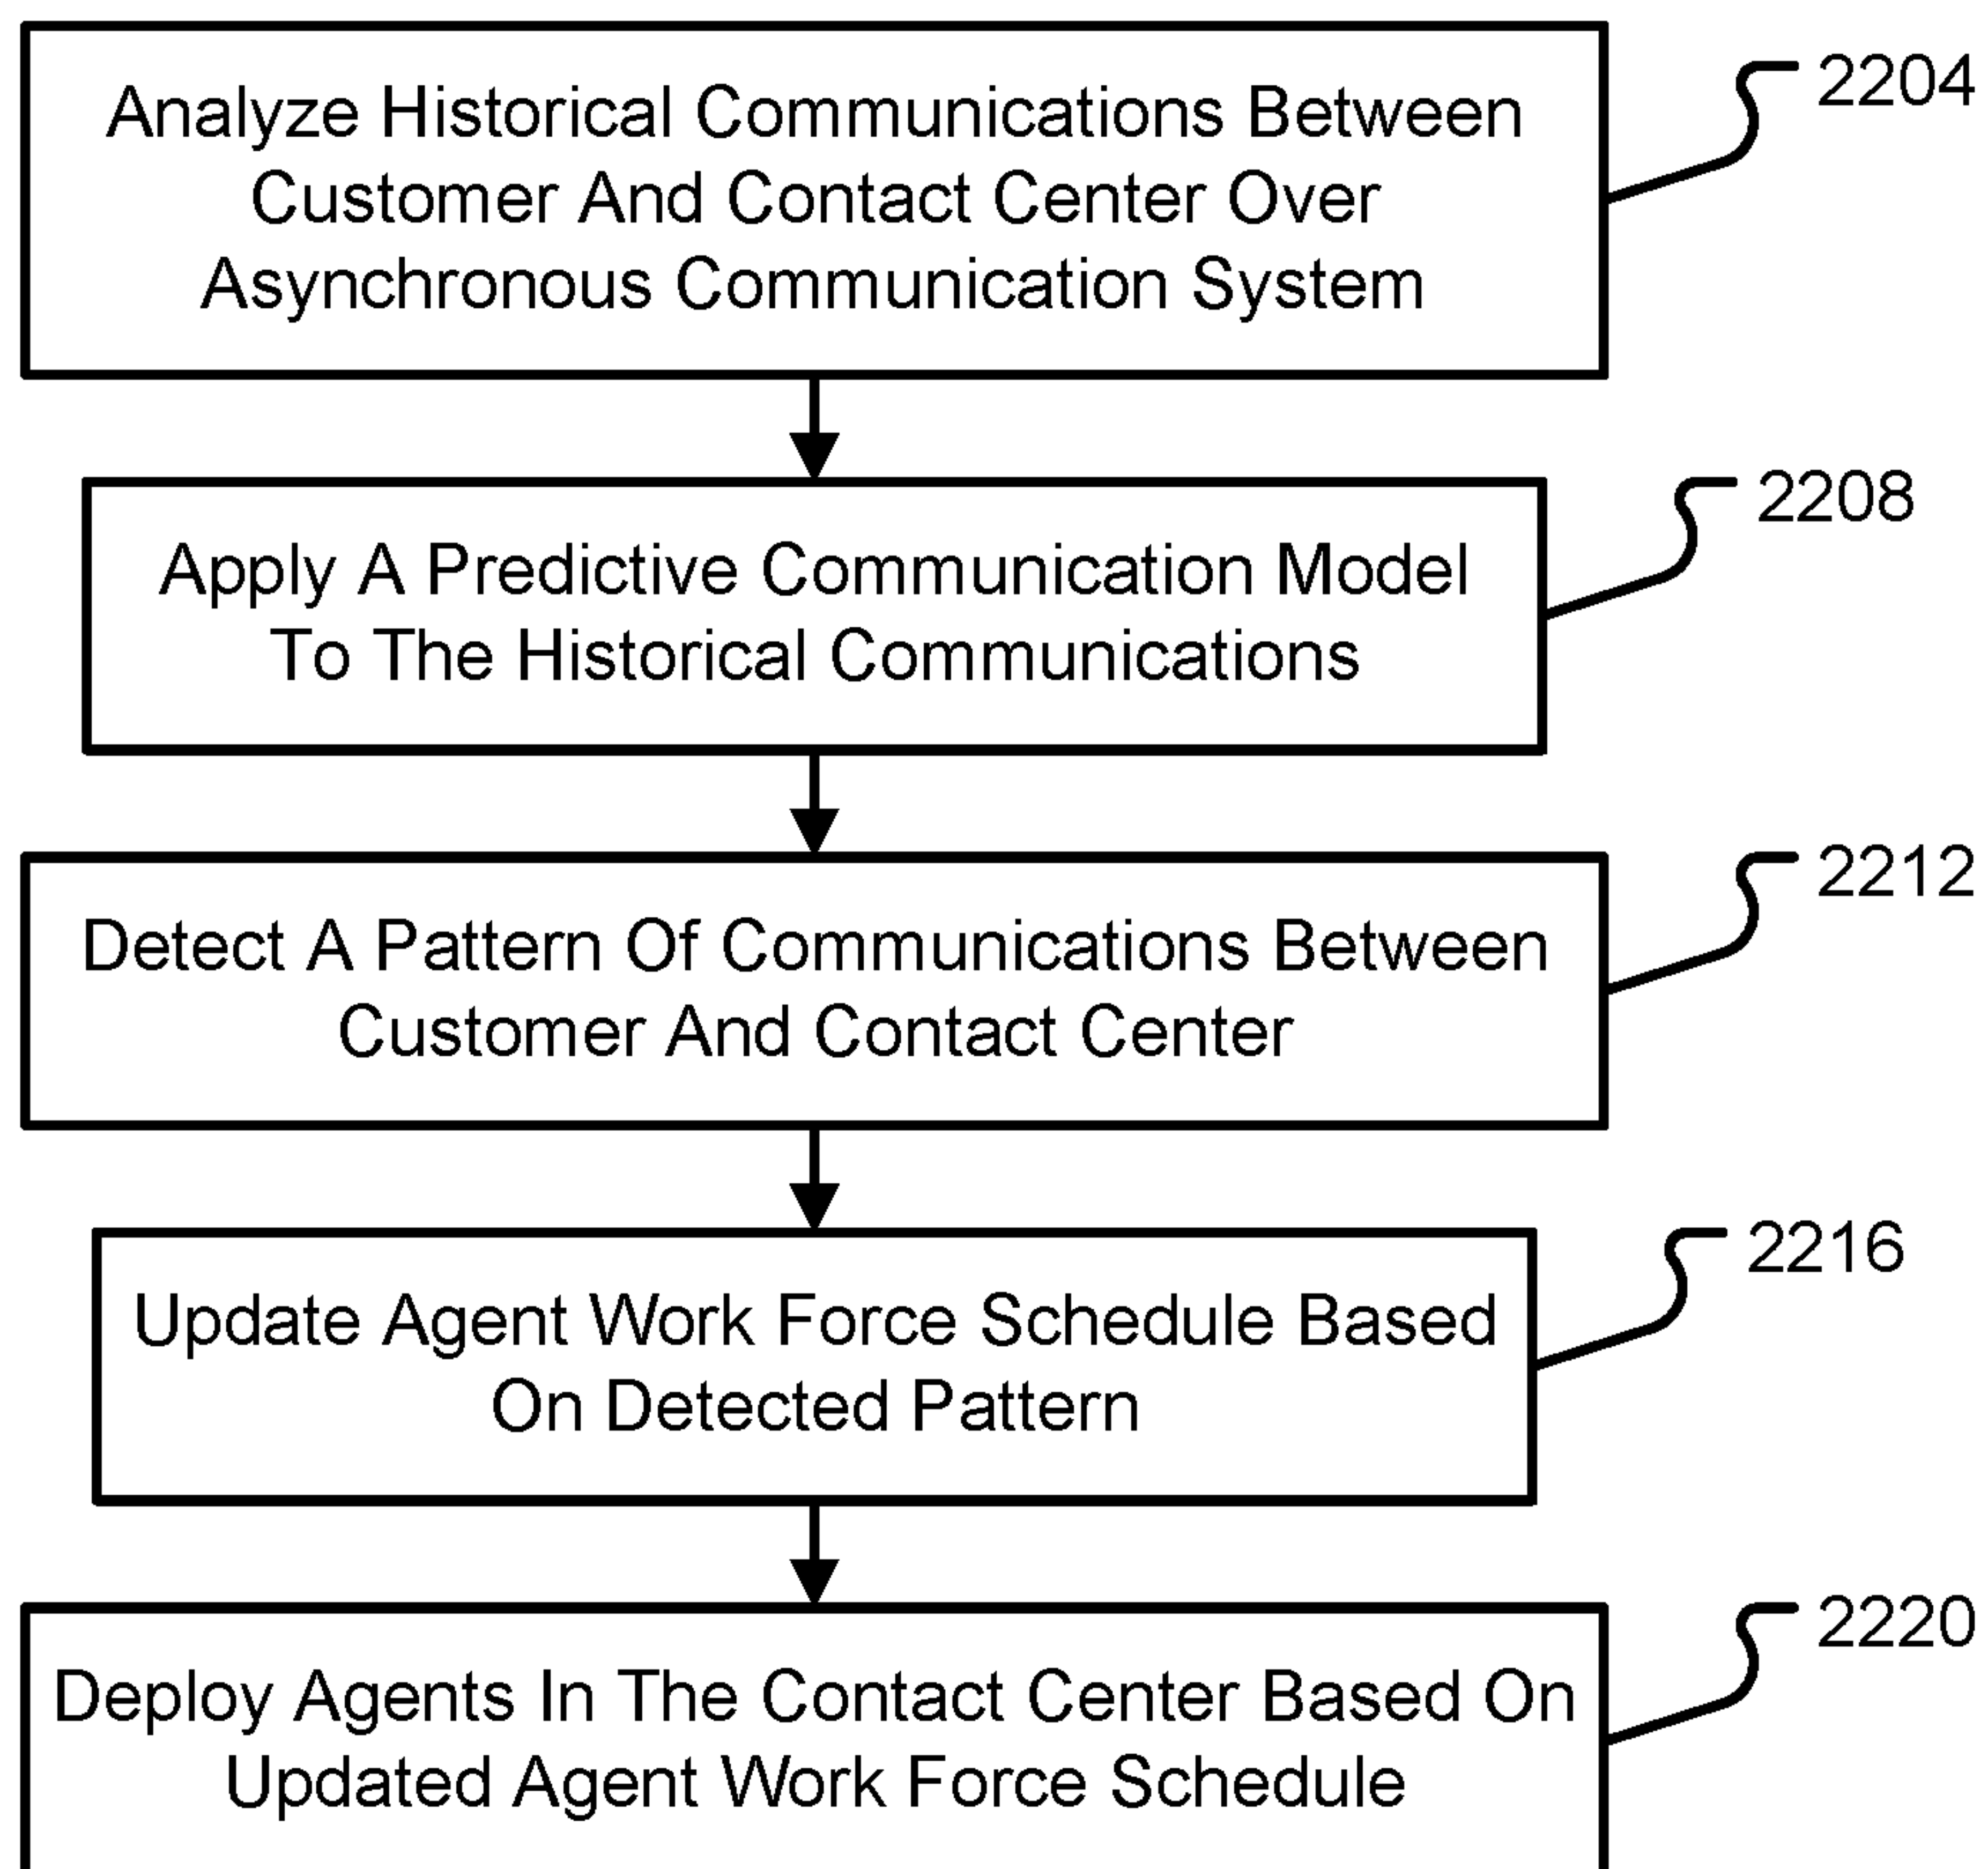 Analyze Historical Communications Between
Customer And Contact Center Over
Asynchronous Communication System
2204
Apply A Predictive Communication Model
To The Historical Communications
2208
Detect A Pattern Of Communications Between
Customer And Contact Center
2212
Update Agent Work Force Schedule Based
On Detected Pattern
2216
Deploy Agents In The Contact Center Based On
Updated Agent Work Force Schedule
2220